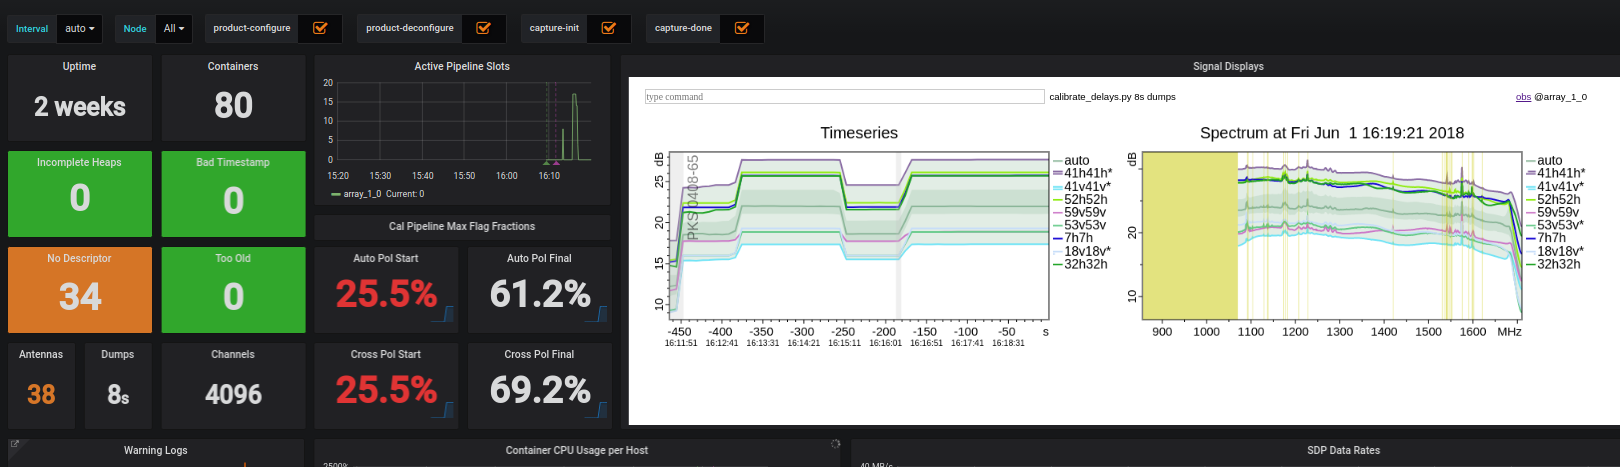 Interval auto Node All product-configure product-deconfigure capture-init capture-done
Uptime
2 weeks
Containers
80
Incomplete Heaps
0
Bad Timestamp
0
No Descriptor
34
Too Old
0
Antennas
38
Dumps
8s
Channels
4096
Active Pipeline Slots
20
15
10
5
0
15:20 15:30 15:40 15:50 16:00 16:10
array_1_0 Current: 0
Cal Pipeline Max Flag Fractions
Auto Pol Start
25.5%
Auto Pol Final
61.2%
Cross Pol Start
25.5%
Cross Pol Final
69.2%
Signal Displays
type command
calibrate_delays.py 8s dumps
obs @array_1_0
Timeseries
dB
25
20
15
10
PKS 0408-65
-450 -400 -350 -300 -250 -200 -150 -100 -50 s
16:11:51 16:12:41 16:13:31 16:14:21 16:15:11 16:16:01 16:16:51 16:17:41 16:18:31
auto
41h41h*
41v41v*
52h52h
59v59v
53v53v
7h7h
18v18v*
32h32h
Spectrum at Fri Jun 1 16:19:21 2018
dB
20
10
900 1000 1100 1200 1300 1400 1500 1600 MHz
auto
41h41h*
41v41v*
52h52h
59v59v
53v53v*
7h7h
18v18v*
32h32h
Warning Logs
Container CPU Usage per Host
2500%
SDP Data Rates
40 MB/s